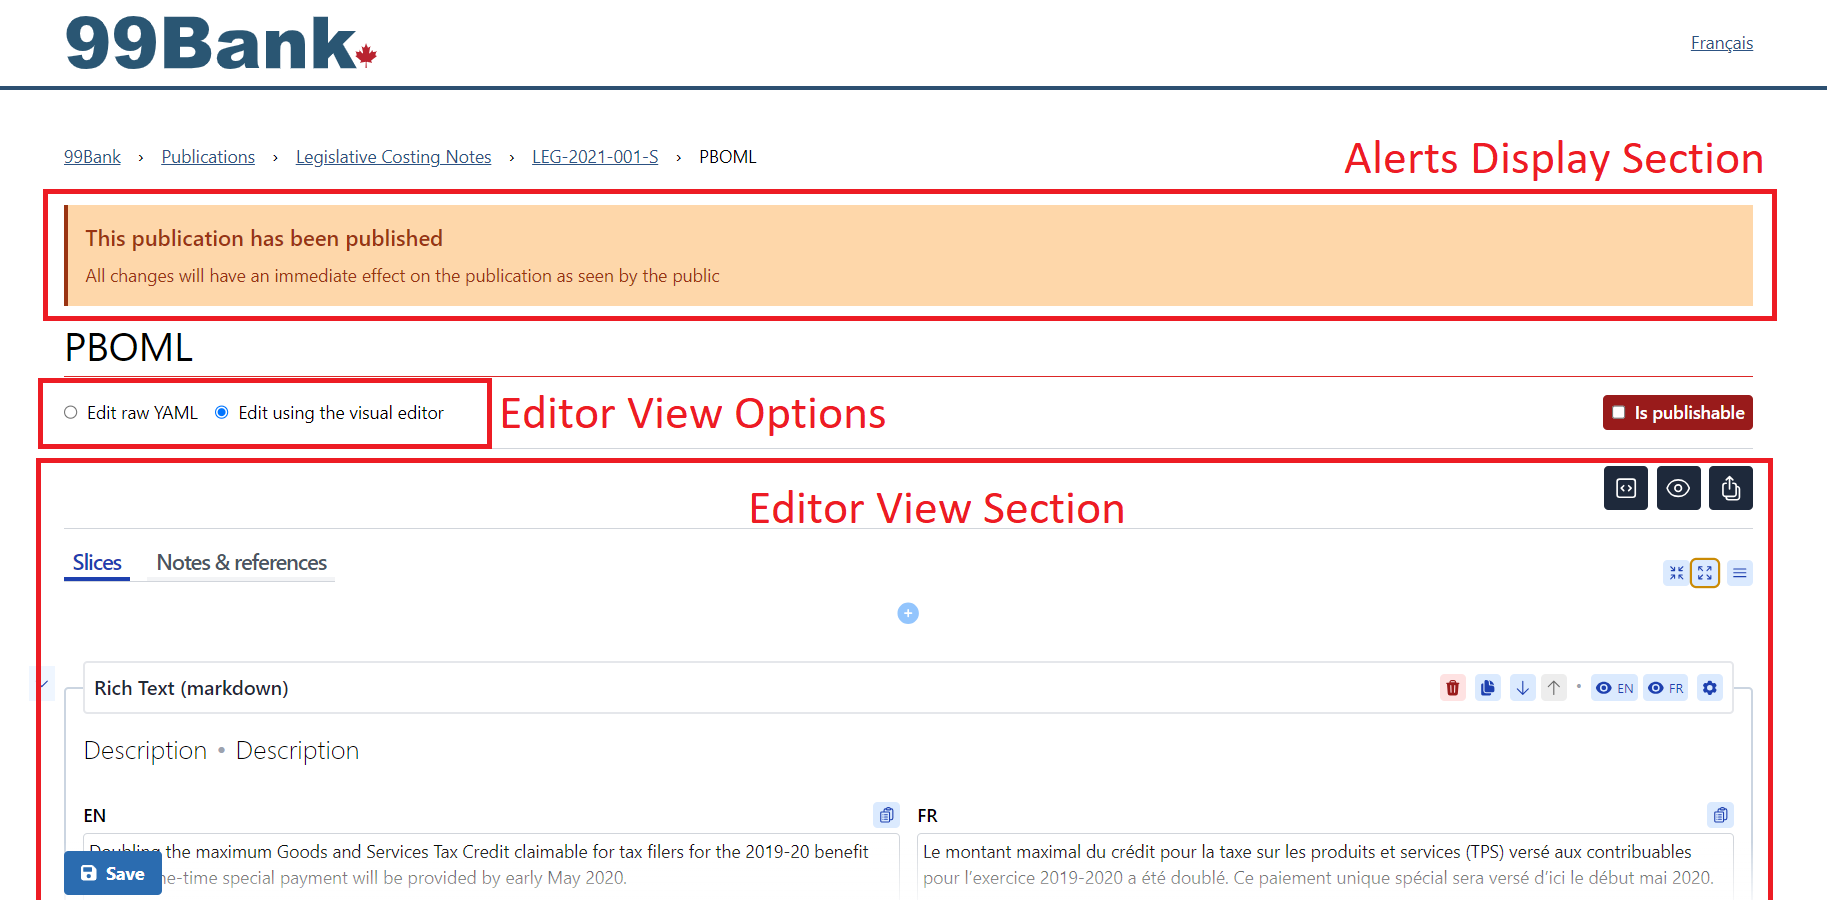 99Bank
Français
99Bank › Publications › Legislative Costing Notes › LEG-2021-001-S › PBOML
Alerts Display Section
This publication has been published
All changes will have an immediate effect on the publication as seen by the public
PBOML
Edit raw YAML Edit using the visual editor
Editor View Options
Is publishable
Editor View Section
Slices Notes & references
Rich Text (markdown)
EN FR
Description • Description
EN
FR
Doubling the maximum Goods and Services Tax Credit claimable for tax filers for the 2019-20 benefit
me-time special payment will be provided by early May 2020.
Le montant maximal du crédit pour la taxe sur les produits et services (TPS) versé aux contribuables
pour l’exercice 2019-2020 a été doublé. Ce paiement unique spécial sera versé d’ici le début mai 2020.
Save